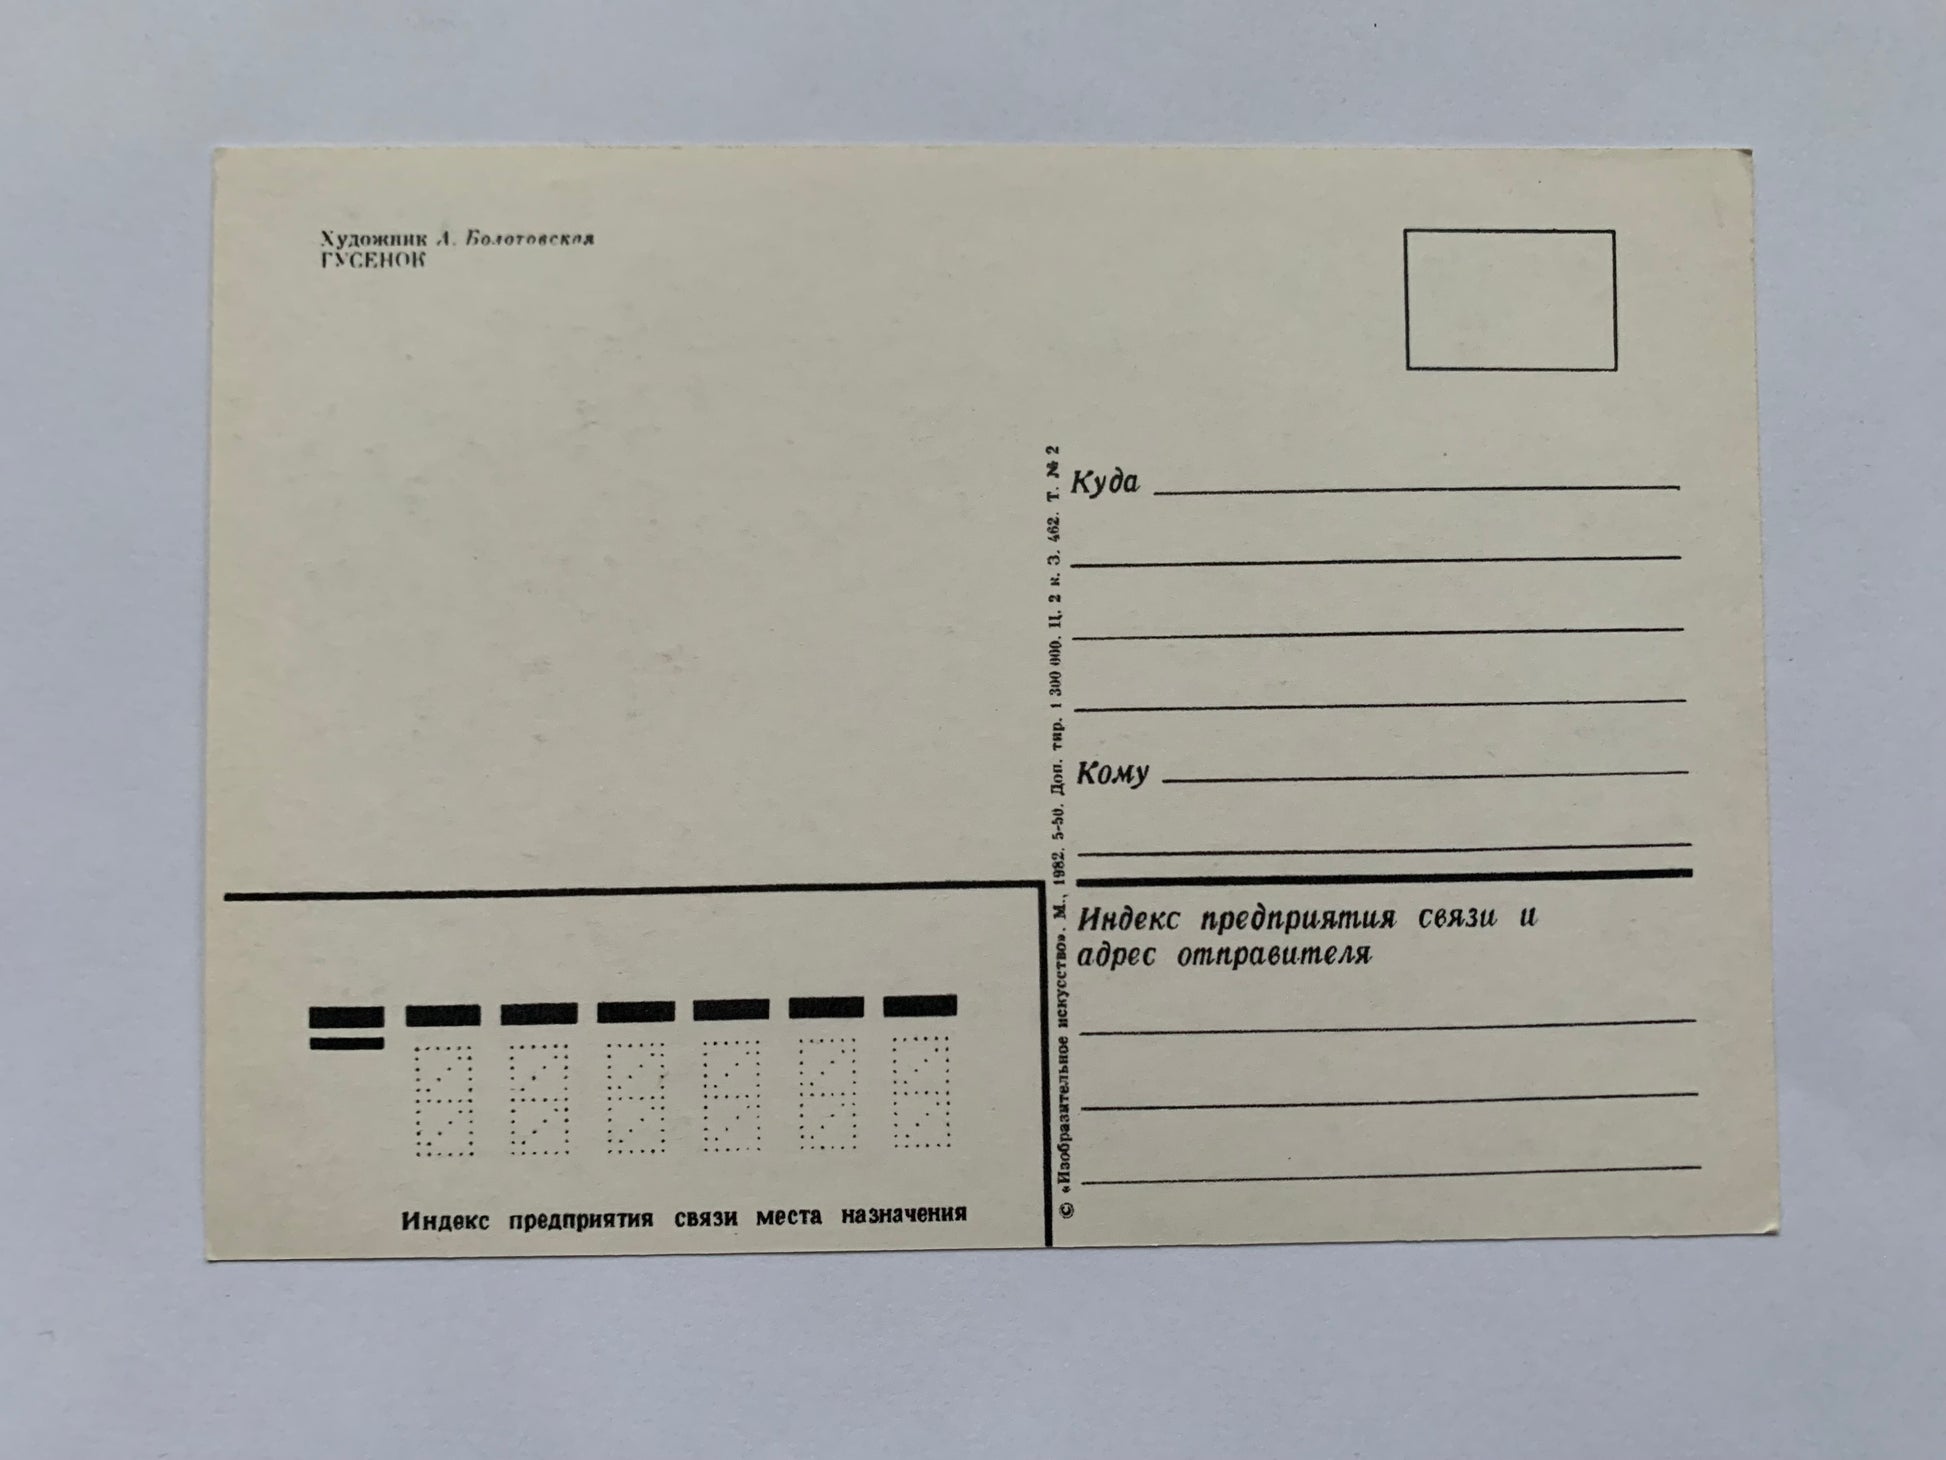 Художник А. Болотовская
ГУСЕНОК
Куда
Кому
Индекс предприятия связи и
адрес отправителя
© «Изобразительное искусство». М., 1982. 5-50. Доп. тир. 1 300 000. Ц. 2 к. З. 462. Т. № 2
Индекс предприятия связи места назначения